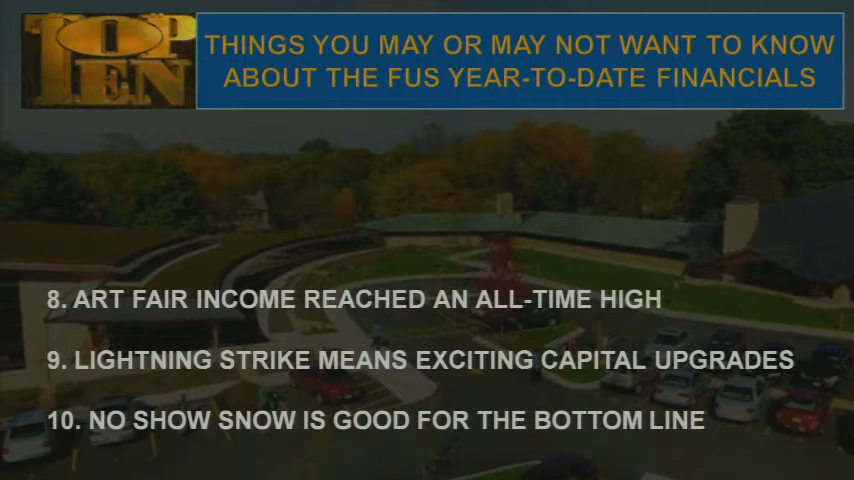 TOP
TEN
THINGS YOU MAY OR MAY NOT WANT TO KNOW
ABOUT THE FUS YEAR-TO-DATE FINANCIALS
8. ART FAIR INCOME REACHED AN ALL-TIME HIGH
9. LIGHTNING STRIKE MEANS EXCITING CAPITAL UPGRADES
10. NO SHOW SNOW IS GOOD FOR THE BOTTOM LINE